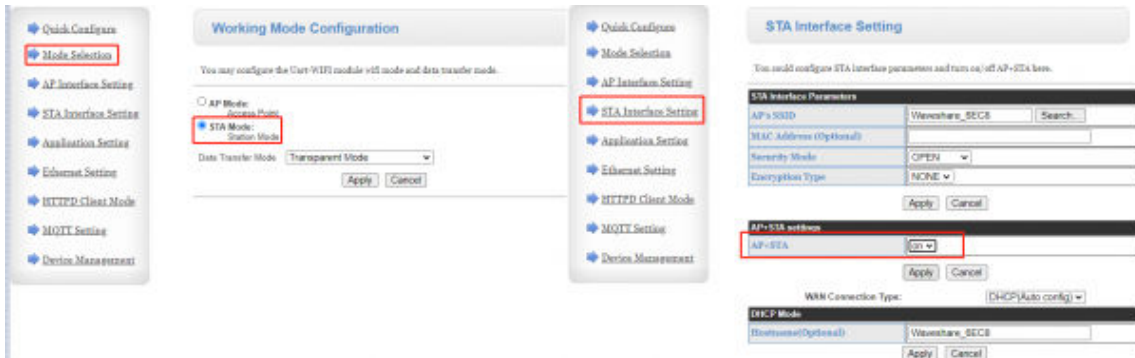 Quick Configure
Mode Selection
AP Interface Setting
STA Interface Setting
Application Setting
Ethernet Setting
HTTPD Client Mode
MQTT Setting
Device Management
Working Mode Configuration
You may configure the Uart-WIFI module wifi mode and data transfer mode.
AP Mode:
Access Point
STA Mode:
Station Mode
Data Transfer Mode Transparent Mode
Apply Cancel
Quick Configure
Mode Selection
AP Interface Setting
STA Interface Setting
Application Setting
Ethernet Setting
HTTPD Client Mode
MQTT Setting
Device Management
STA Interface Setting
You could configure STA interface parameters and turn on/off AP+STA here.
STA Interface Parameters
AP's SSID Waveshare_6EC8 Search...
MAC Address (Optional)
Security Mode OPEN
Encryption Type NONE
Apply Cancel
AP+STA settings
AP+STA on
Apply Cancel
WAN Connection Type: DHCP(Auto config)
DHCP Mode
Hostname(Optional) Waveshare_6EC8
Apply Cancel